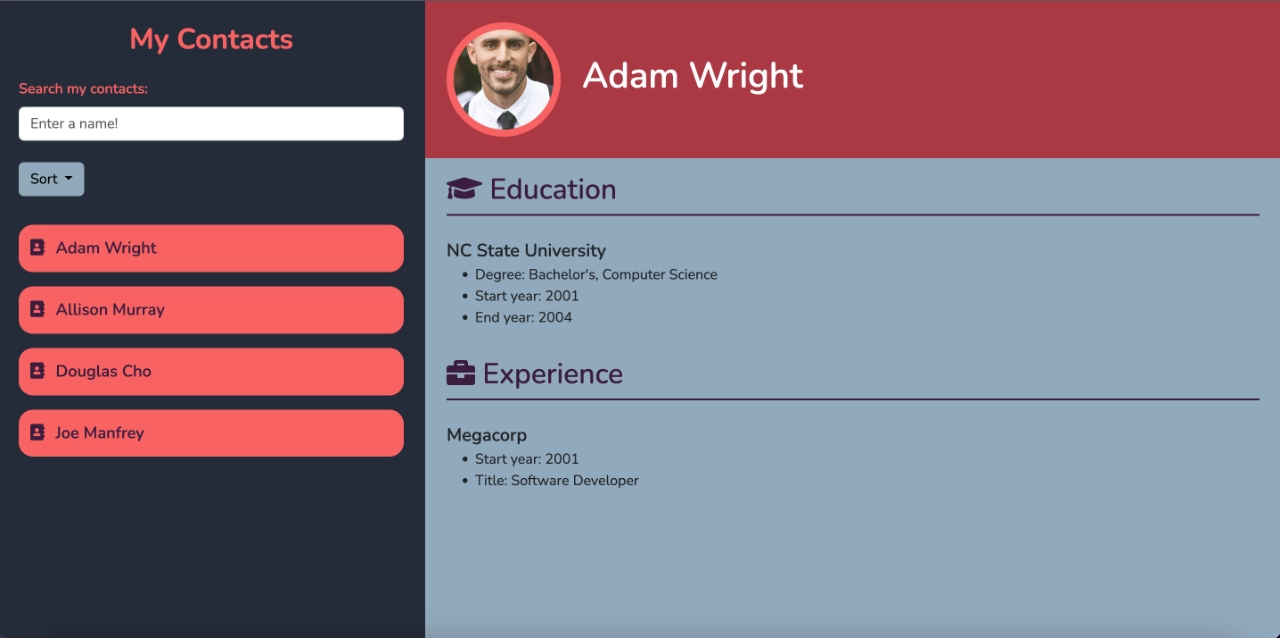 My Contacts
Search my contacts:
Enter a name!
Sort
Adam Wright
Allison Murray
Douglas Cho
Joe Manfrey
Adam Wright
Education
NC State University
Degree: Bachelor's, Computer Science
Start year: 2001
End year: 2004
Experience
Megacorp
Start year: 2001
Title: Software Developer